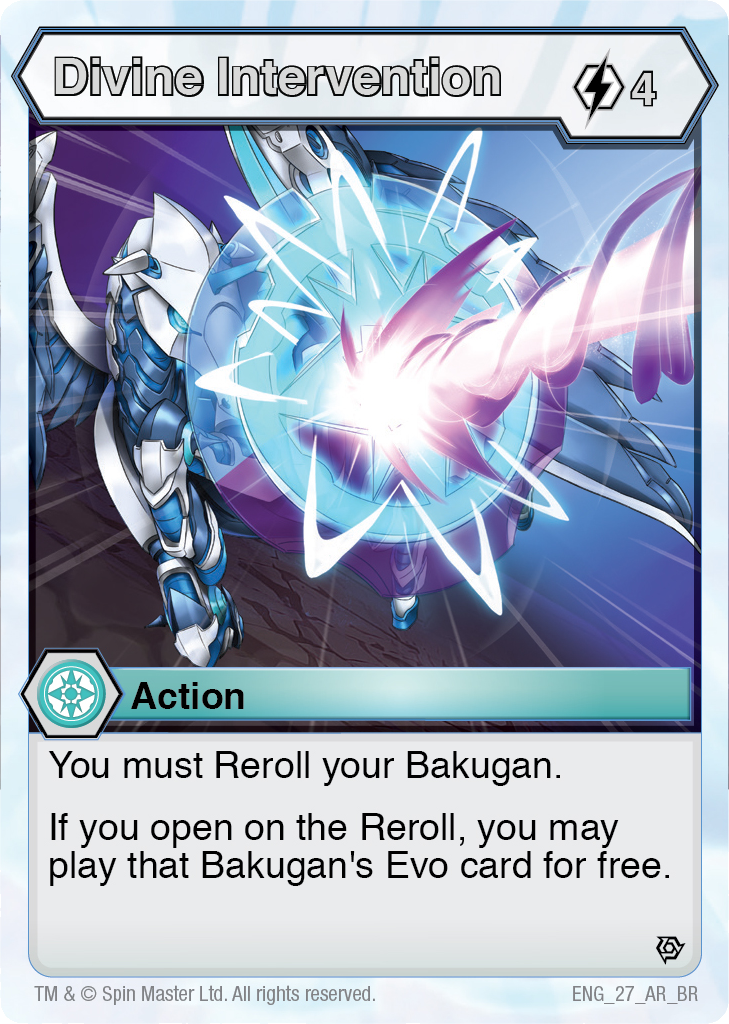 Divine Intervention
4
Action
You must Reroll your Bakugan.
If you open on the Reroll, you may
play that Bakugan's Evo card for free.
TM & © Spin Master Ltd. All rights reserved.
ENG_27_AR_BR